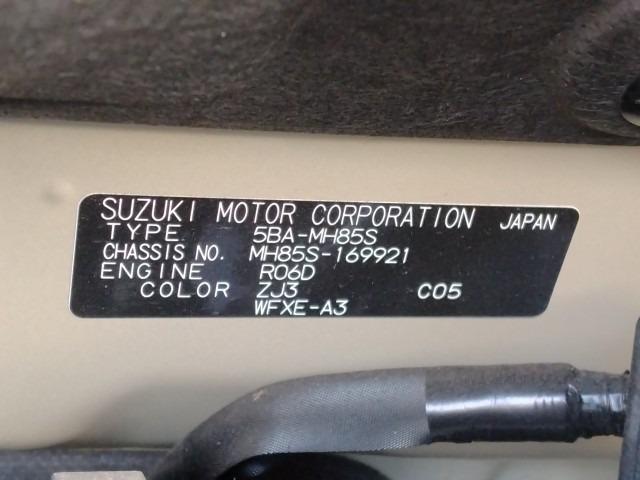 SUZUKI MOTOR CORPORATION JAPAN
TYPE 5BA-MH85S
CHASSIS NO. MH85S-169921
ENGINE R06D
COLOR ZJ3 C05
WFXE-A3